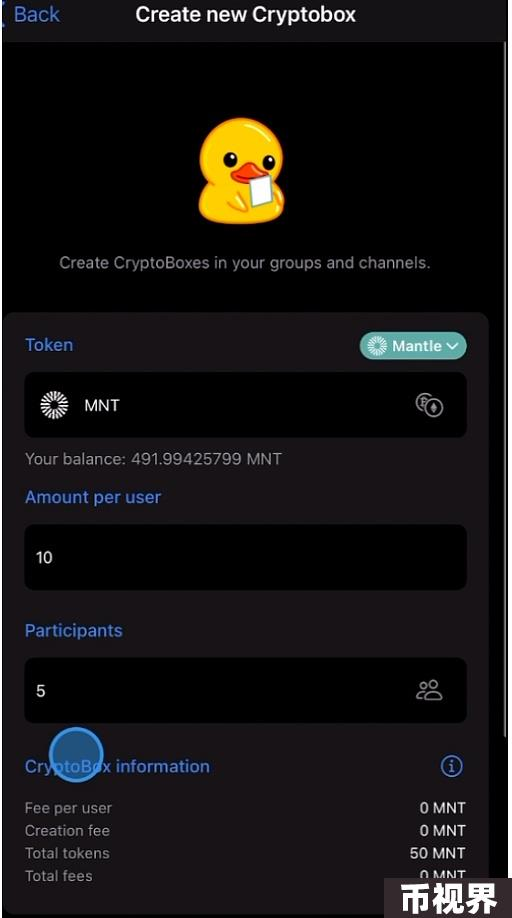 Back
Create new Cryptobox
Create CryptoBoxes in your groups and channels.
Token
Mantle
MNT
Your balance: 491.99425799 MNT
Amount per user
10
Participants
5
CryptoBox information
Fee per user 0 MNT
Creation fee 0 MNT
Total tokens 50 MNT
Total fees 0 MNT
币视界